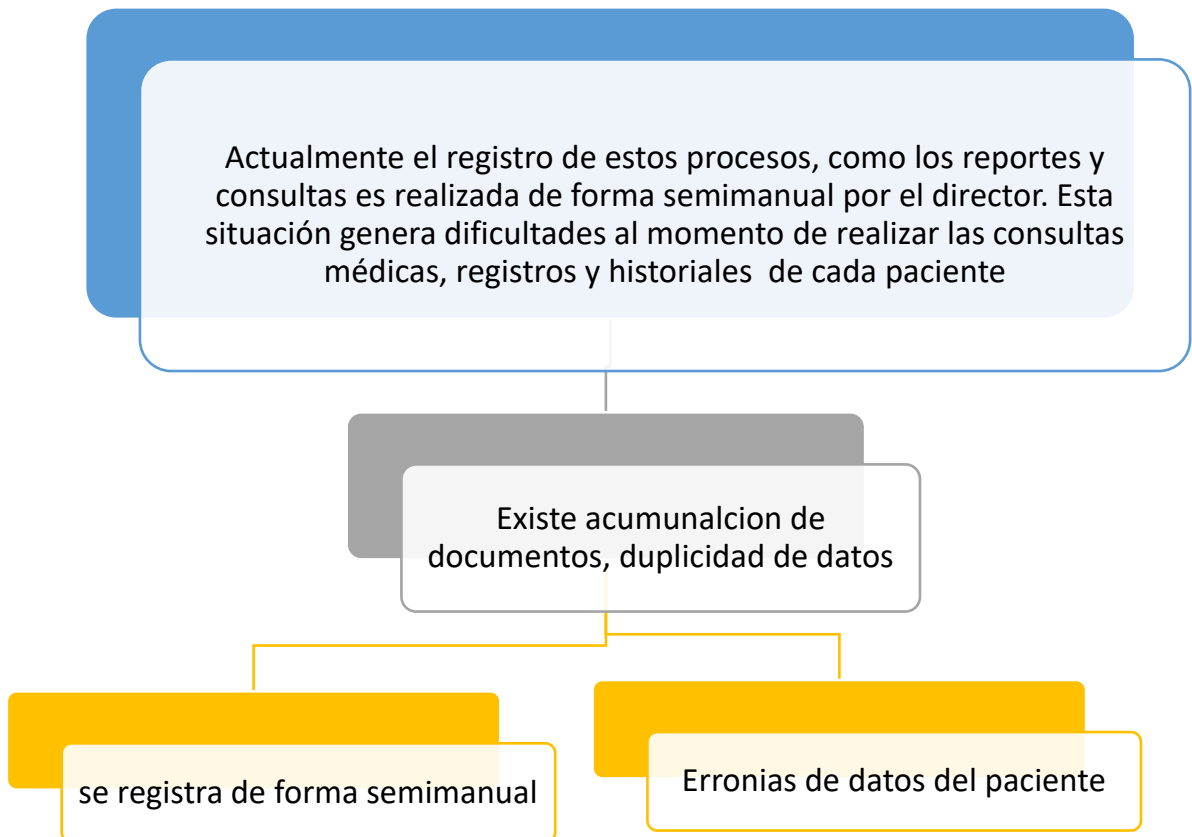 Actualmente el registro de estos procesos, como los reportes y
consultas es realizada de forma semimanual por el director. Esta
situación genera dificultades al momento de realizar las consultas
médicas, registros y historiales  de cada paciente
Existe acumunalcion de
documentos, duplicidad de datos
se registra de forma semimanual
Erronias de datos del paciente